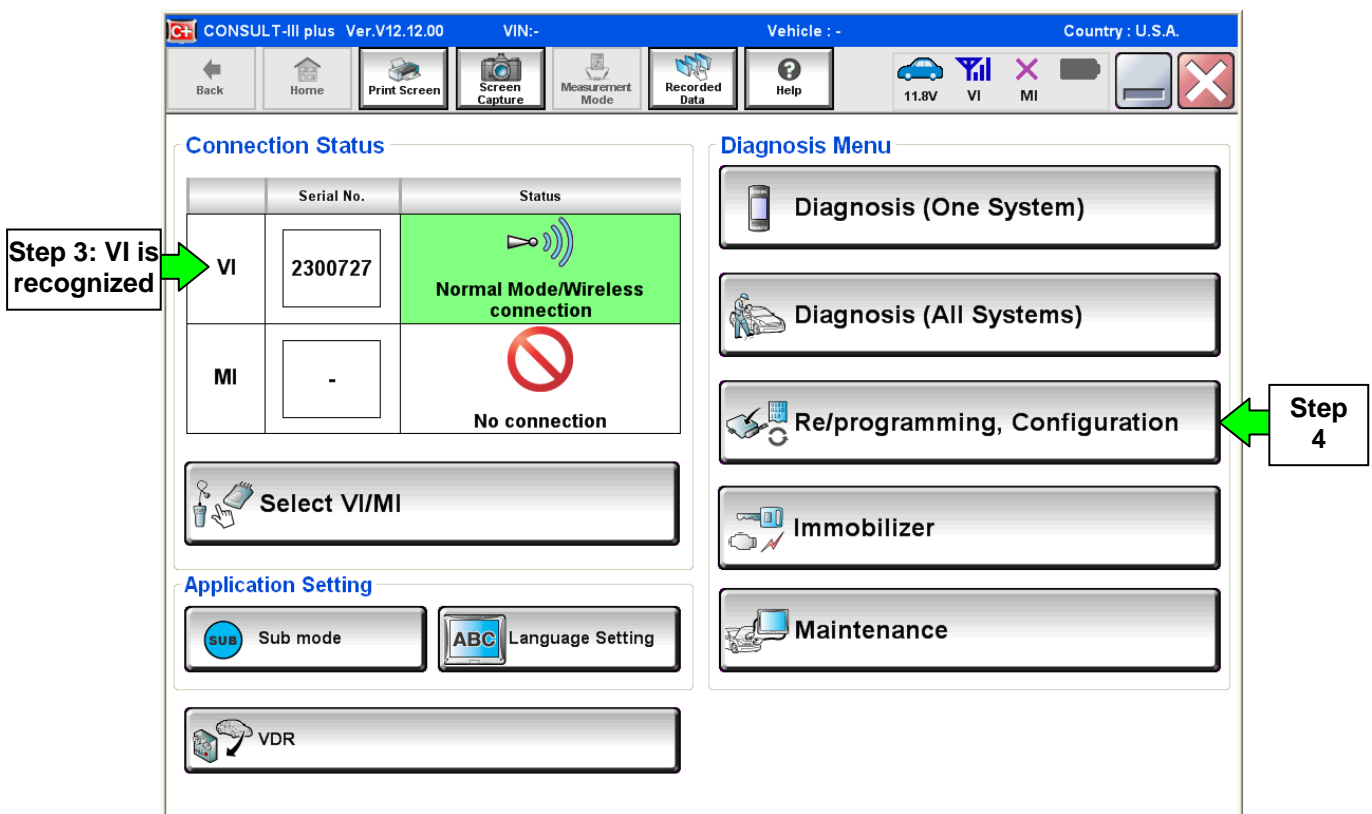 C+ CONSULT-III plus Ver.V12.12.00 VIN:- Vehicle : - Country : U.S.A.
Back
Home
Print Screen
Screen
Capture
Measurement
Mode
Recorded
Data
Help
11.8V
VI
MI
Connection Status
Serial No.
Status
Step 3: VI is
recognized
VI
2300727
Normal Mode/Wireless
connection
MI
-
No connection
Select VI/MI
Application Setting
SUB
Sub mode
ABC
Language Setting
VDR
Diagnosis Menu
Diagnosis (One System)
Diagnosis (All Systems)
Re/programming, Configuration
Step
4
Immobilizer
Maintenance